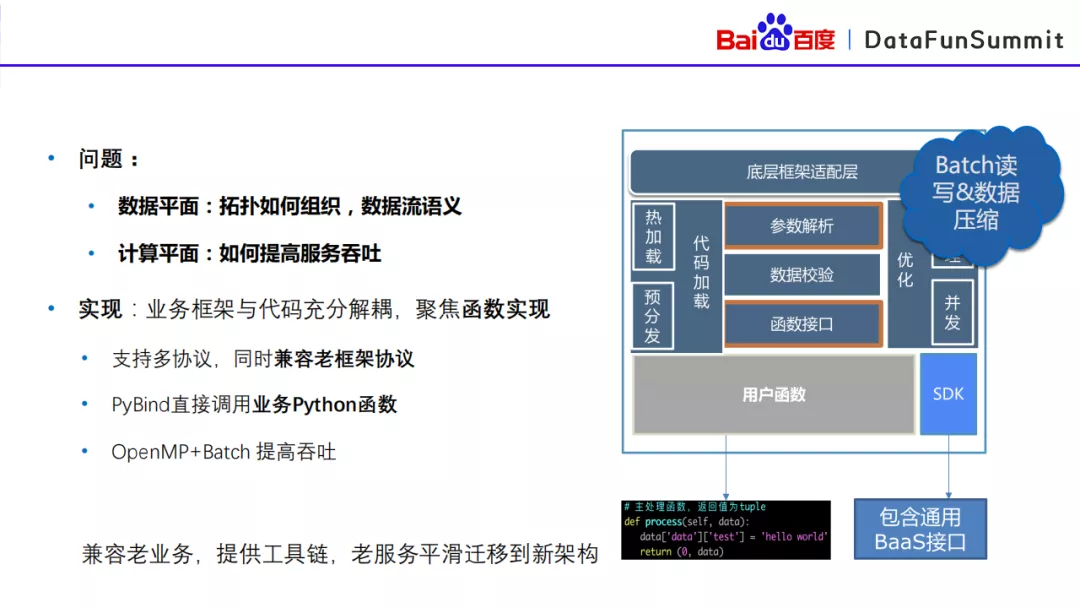 Bai du 百度 | DataFunSummit
• 问题：
• 数据平面：拓扑如何组织，数据流语义
• 计算平面：如何提高服务吞吐
• 实现：业务框架与代码充分解耦，聚焦函数实现
• 支持多协议，同时兼容老框架协议
• PyBind直接调用业务Python函数
• OpenMP+Batch 提高吞吐
兼容老业务，提供工具链，老服务平滑迁移到新架构
底层框架适配层
Batch读
写&数据
压缩
热加载
预分发
代码加载
参数解析
数据校验
函数接口
优化
并发
用户函数
SDK
# 主处理函数，返回值为tuple
def process(self, data):
data['data']['test'] = 'hello world'
return (0, data)
包含通用
BaaS接口